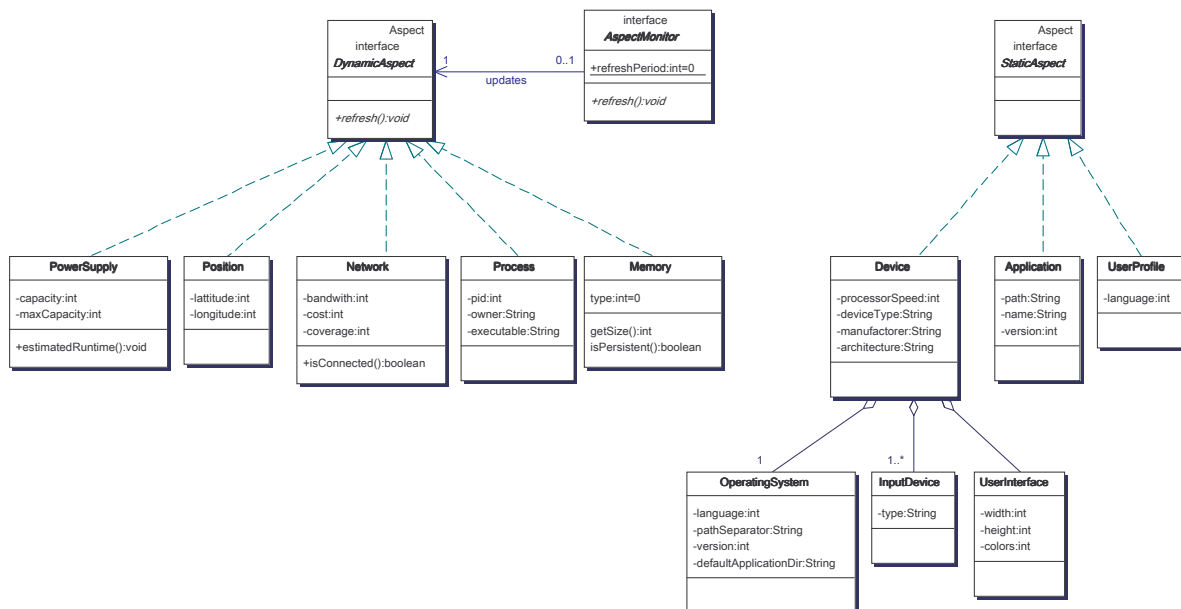 Aspect
interface
DynamicAspect
+refresh():void
1
0..1
updates
interface
AspectMonitor
+refreshPeriod:int=0
+refresh():void
Aspect
interface
StaticAspect
PowerSupply
-capacity:int
-maxCapacity:int
+estimatedRuntime():void
Position
-lattitude:int
-longitude:int
Network
-bandwith:int
-cost:int
-coverage:int
+isConnected():boolean
Process
-pid:int
-owner:String
-executable:String
Memory
type:int=0
getSize():int
isPersistent():boolean
Device
-processorSpeed:int
-deviceType:String
-manufactorer:String
-architecture:String
Application
-path:String
-name:String
-version:int
UserProfile
-language:int
1
1..*
OperatingSystem
-language:int
-pathSeparator:String
-version:int
-defaultApplicationDir:String
InputDevice
-type:String
UserInterface
-width:int
-height:int
-colors:int